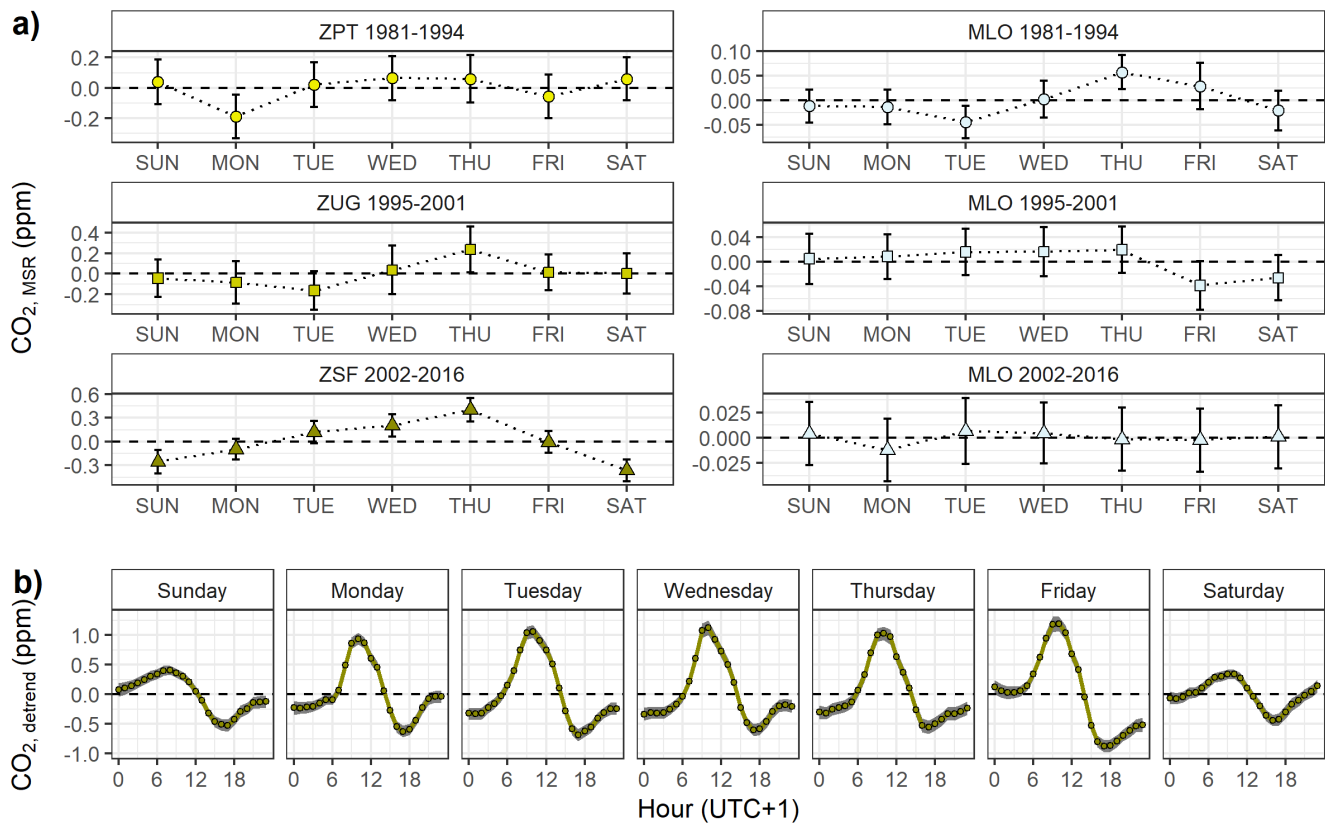 a)
ZPT 1981-1994
MLO 1981-1994
0.2
0.0
-0.2
0.10
0.05
0.00
-0.05
SUN MON TUE WED THU FRI SAT
SUN MON TUE WED THU FRI SAT
CO2, MSR (ppm)
ZUG 1995-2001
MLO 1995-2001
0.4
0.2
0.0
-0.2
0.04
0.00
-0.04
-0.08
SUN MON TUE WED THU FRI SAT
SUN MON TUE WED THU FRI SAT
ZSF 2002-2016
MLO 2002-2016
0.6
0.3
0.0
-0.3
0.025
0.000
-0.025
SUN MON TUE WED THU FRI SAT
SUN MON TUE WED THU FRI SAT
b)
Sunday Monday Tuesday Wednesday Thursday Friday Saturday
CO2, detrend (ppm)
1.0
0.5
0.0
-0.5
-1.0
0 6 12 18 0 6 12 18 0 6 12 18 0 6 12 18 0 6 12 18 0 6 12 18 0 6 12 18
Hour (UTC+1)